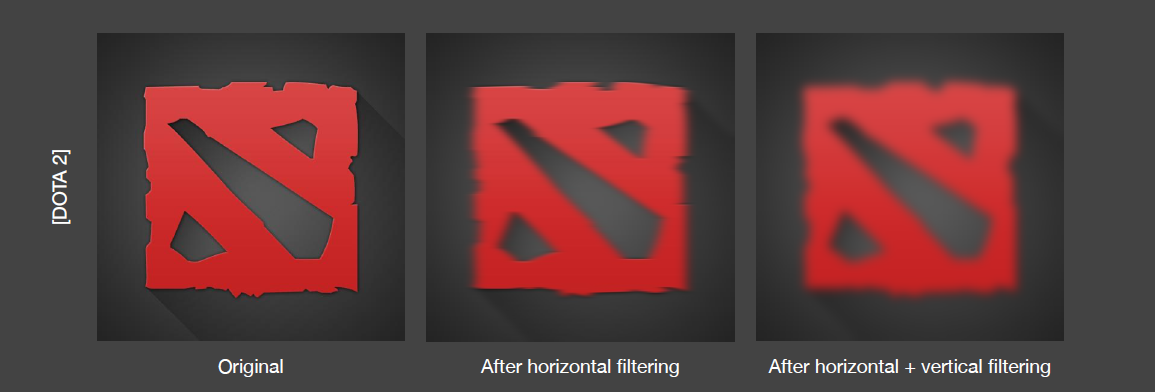 [DOTA 2]
Original
After horizontal filtering
After horizontal + vertical filtering